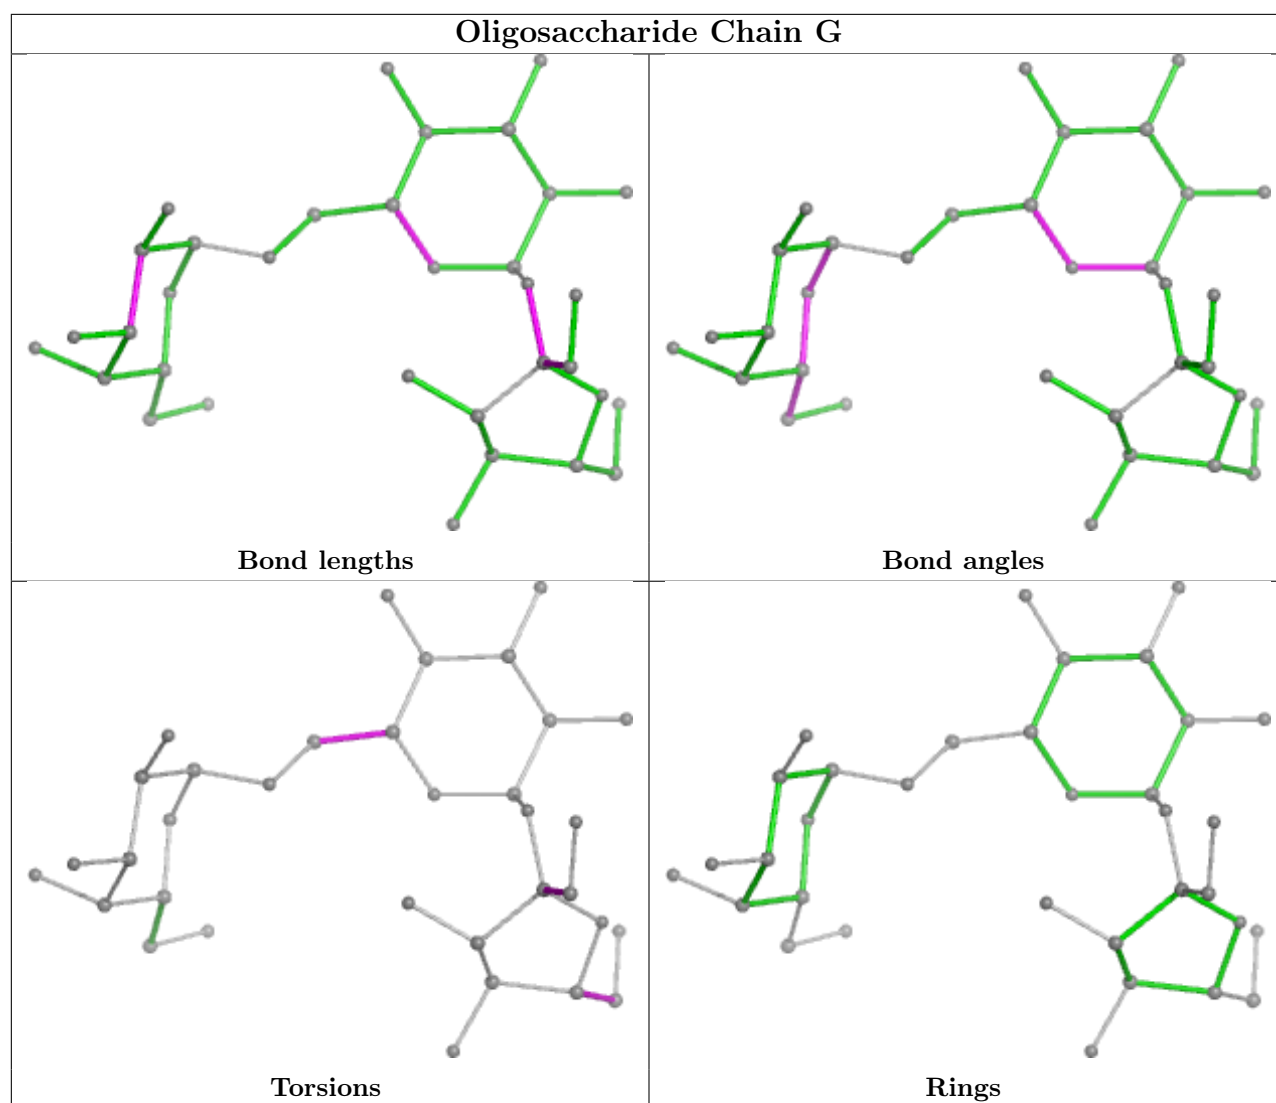 Oligosaccharide Chain G
Bond lengths
Bond angles
Torsions
Rings